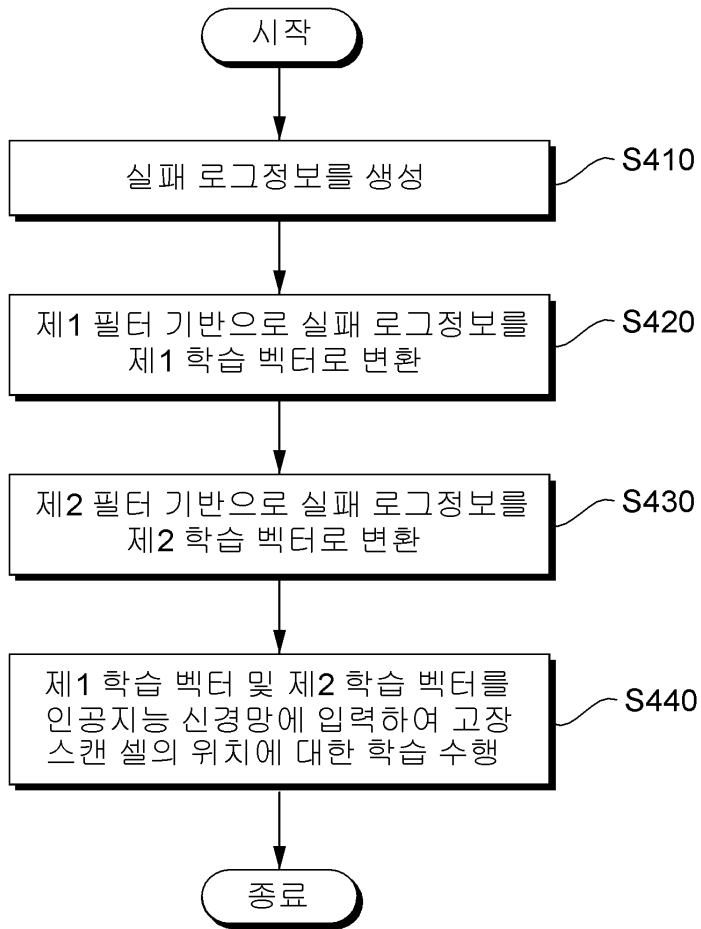 시작
실패 로그정보를 생성
S410
제1 필터 기반으로 실패 로그정보를
제1 학습 벡터로 변환
S420
제2 필터 기반으로 실패 로그정보를
제2 학습 벡터로 변환
S430
제1 학습 벡터 및 제2 학습 벡터를
인공지능 신경망에 입력하여 고장
스캔 셀의 위치에 대한 학습 수행
S440
종료